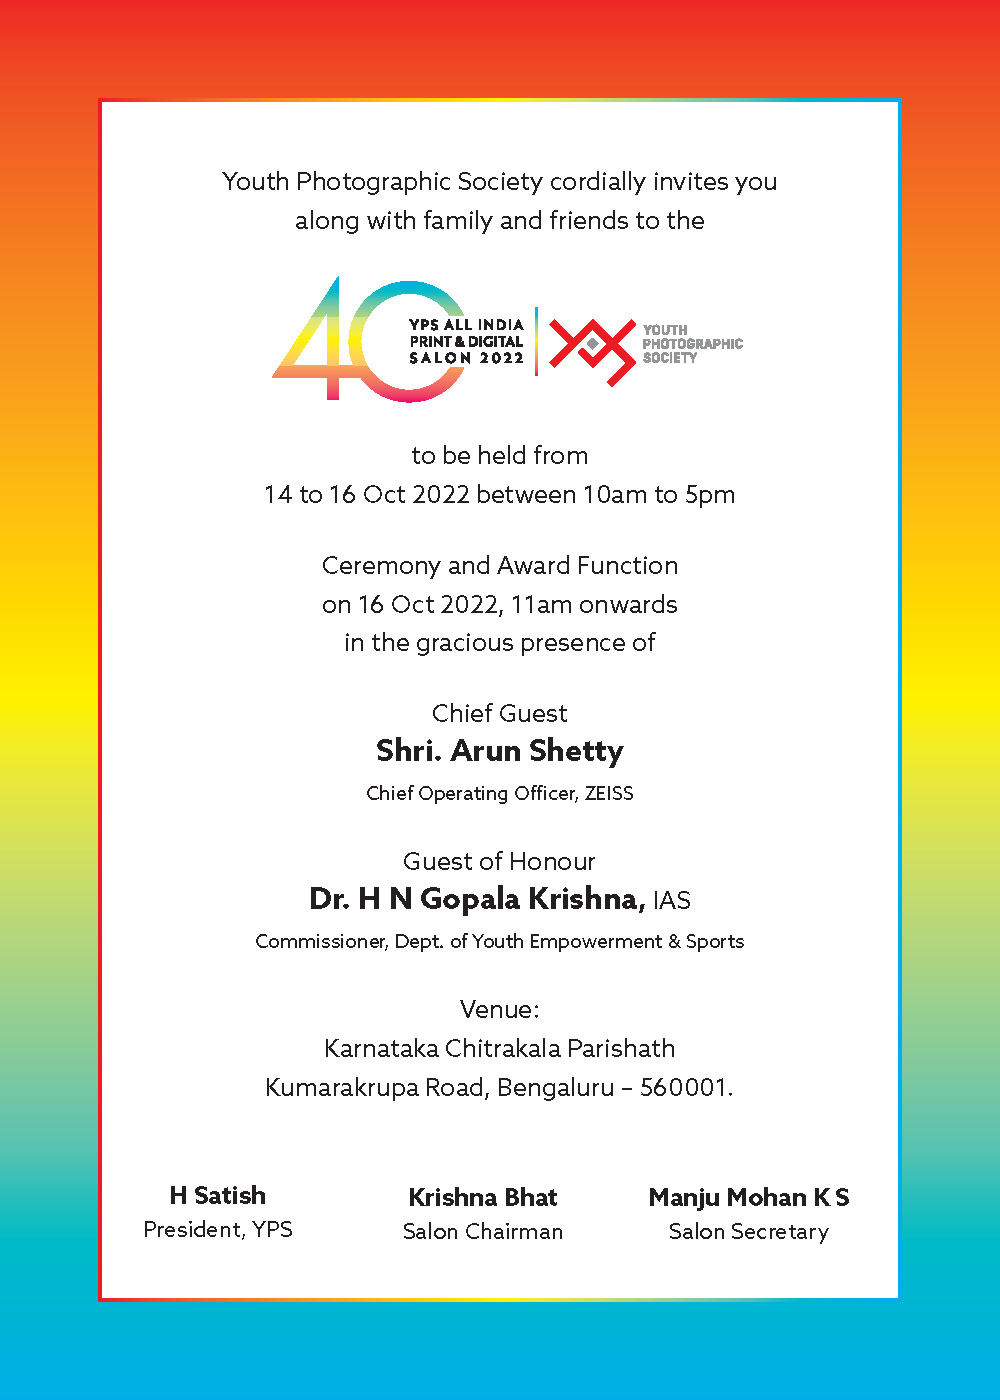 Youth Photographic Society cordially invites you
along with family and friends to the
40
YPS ALL INDIA
PRINT & DIGITAL
SALON 2022
YPS
YOUTH
PHOTOGRAPHIC
SOCIETY
to be held from
14 to 16 Oct 2022 between 10am to 5pm
Ceremony and Award Function
on 16 Oct 2022, 11am onwards
in the gracious presence of
Chief Guest
Shri. Arun Shetty
Chief Operating Officer, ZEISS
Guest of Honour
Dr. H N Gopala Krishna, IAS
Commissioner, Dept. of Youth Empowerment & Sports
Venue:
Karnataka Chitrakala Parishath
Kumarakrupa Road, Bengaluru – 560001.
H Satish
President, YPS
Krishna Bhat
Salon Chairman
Manju Mohan K S
Salon Secretary